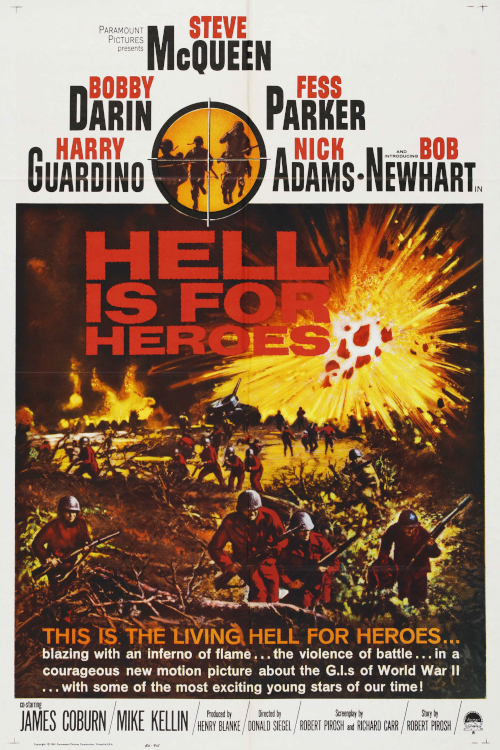 PARAMOUNT
PICTURES
presents
STEVE
McQUEEN
BOBBY
DARIN
FESS
PARKER
HARRY
GUARDINO
NICK
ADAMS·
AND
INTRODUCING
BOB
NEWHART IN
HELL
IS FOR
HEROES
THIS IS THE LIVING HELL FOR HEROES...
blazing with an inferno of flame...the violence of battle...in a
courageous new motion picture about the G.I.s of World War II
...with some of the most exciting young stars of our time!
co-starring
JAMES COBURN / MIKE KELLIN / Produced by HENRY BLANKE / Directed by DONALD SIEGEL / Screenplay by ROBERT PIROSH and RICHARD CARR / Story by ROBERT PIROSH